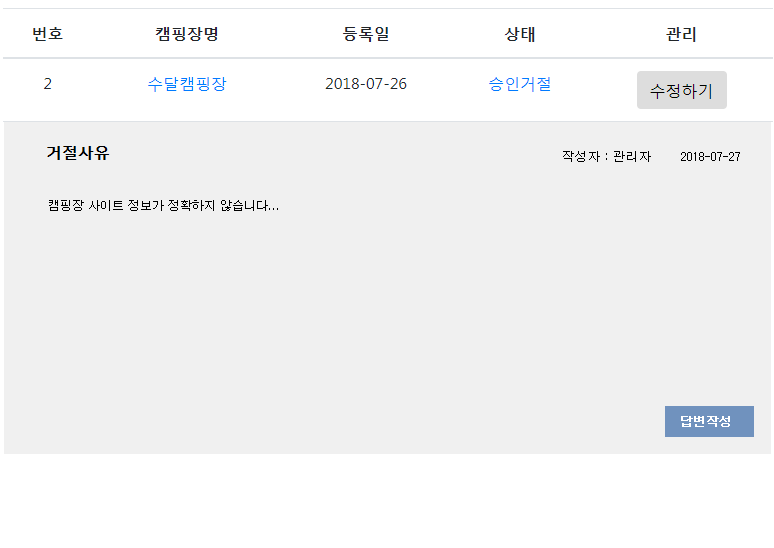 번호 캠핑장명 등록일 상태 관리
2 수달캠핑장 2018-07-26 승인거절 수정하기
거절사유 작성자 : 관리자 2018-07-27
캠핑장 사이트 정보가 정확하지 않습니다...
답변작성